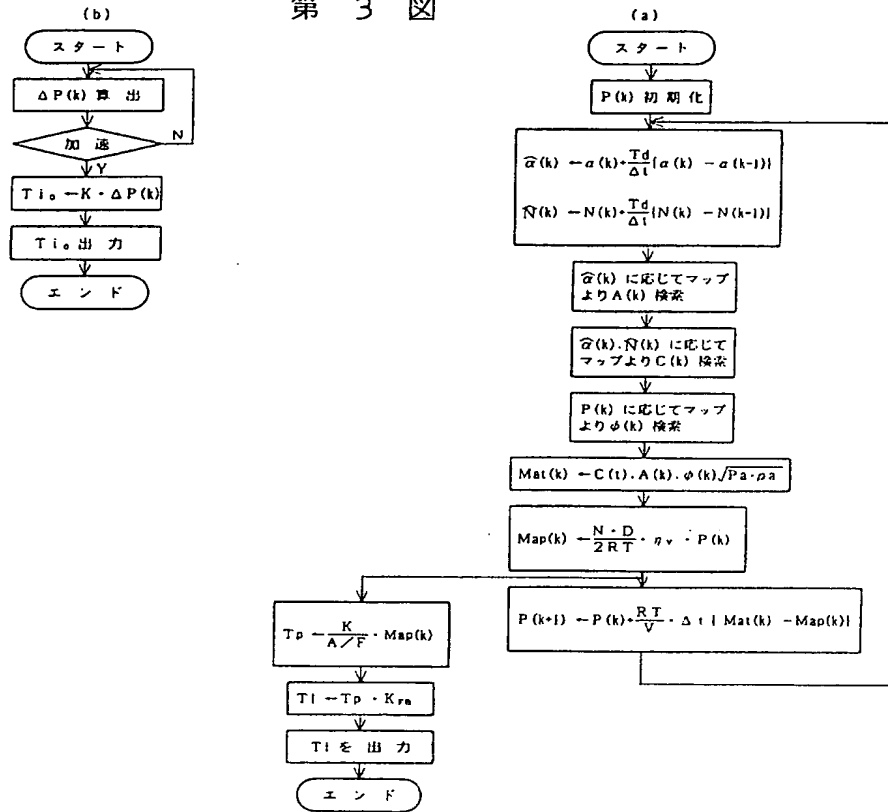 第 3 図
(b)
スタート
ΔP(k) 算出
加速
N
Y
Ti₀ ← K・ΔP(k)
Ti₀ 出力
エンド
(a)
スタート
P(k) 初期化
α̂(k) ← α(k)+Td/Δt{α(k) − α(k-1)}
N̂(k) ← N(k)+Td/Δt{N(k) − N(k-1)}
α̂(k) に応じてマップ
よりA(k) 検索
α̂(k)．N̂(k) に応じて
マップよりC(k) 検索
P(k) に応じてマップ
よりφ(k) 検索
Mat(k) ← C(t)．A(k)．φ(k)√Pa・ρa
Map(k) ← N・D/2RT・ηv・P(k)
P(k+1) ← P(k)+RT/V・Δt{Mat(k) − Map(k)}
Tp ← K/A／F・Map(k)
Ti ← Tp・
Tiを出力
エンド